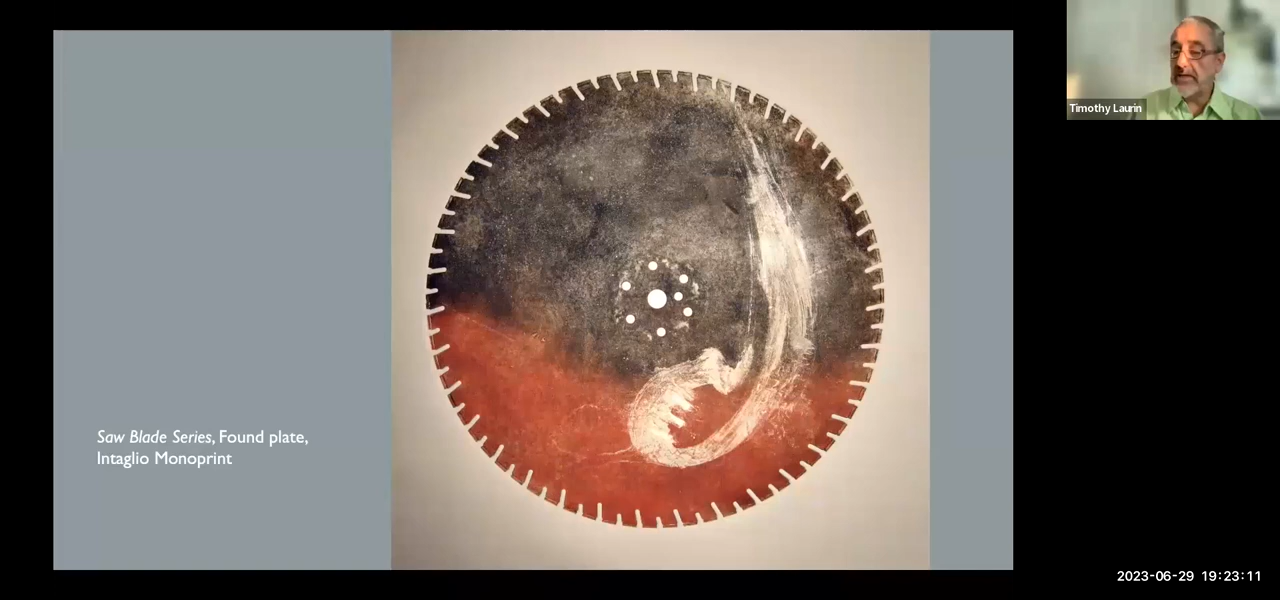 Timothy Laurin
Saw Blade Series, Found plate,
Intaglio Monoprint
2023-06-29 19:23:11